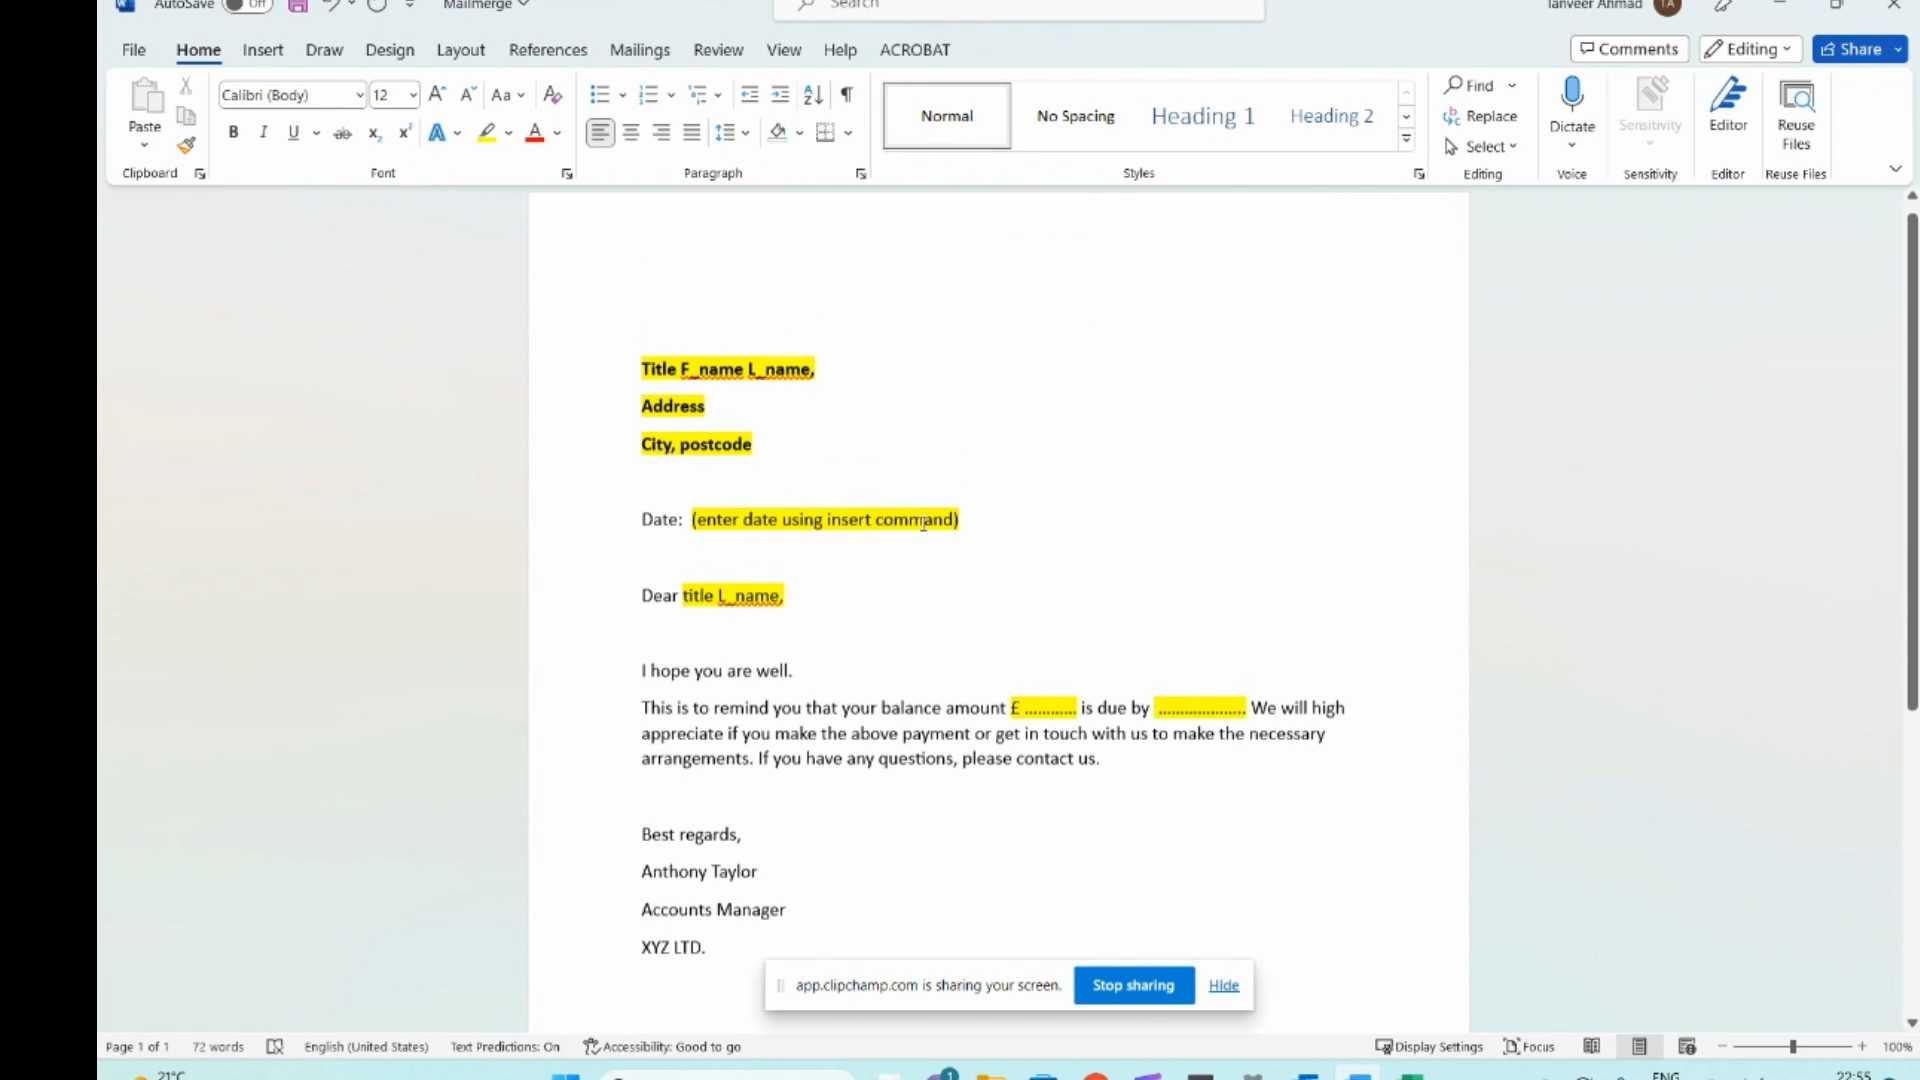 AutoSave Off Mailmerge Search Tanveer Ahmad TA
File Home Insert Draw Design Layout References Mailings Review View Help ACROBAT Comments Editing Share
Calibri (Body) 12 Aa Normal No Spacing Heading 1 Heading 2
Paste Find Replace Select Dictate Sensitivity Editor Reuse Files
Clipboard Font Paragraph Styles Editing Voice Sensitivity Editor Reuse Files
Title F_name L_name,
Address
City, postcode
Date: (enter date using insert command)
Dear title L_name,
I hope you are well.
This is to remind you that your balance amount £ ............ is due by ..................... We will high
appreciate if you make the above payment or get in touch with us to make the necessary
arrangements. If you have any questions, please contact us.
Best regards,
Anthony Taylor
Accounts Manager
XYZ LTD.
app.clipchamp.com is sharing your screen. Stop sharing Hide
Page 1 of 1 72 words English (United States) Text Predictions: On Accessibility: Good to go Display Settings Focus 100%
21°C 1 ENG 22:55